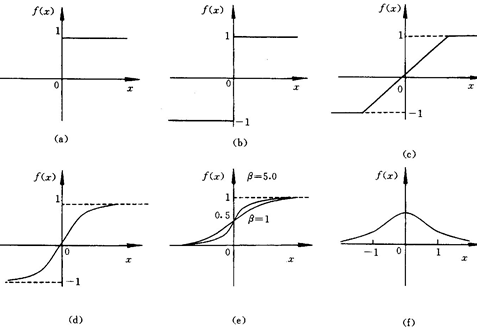 f(x)
1
0
x
(a)
f(x)
1
0
x
−1
(b)
f(x)
1
0
x
−1
(c)
f(x)
1
0
x
−1
(d)
f(x)
β=5.0
1
0.5
β=1
0
x
(e)
f(x)
−1
0
1
x
(f)